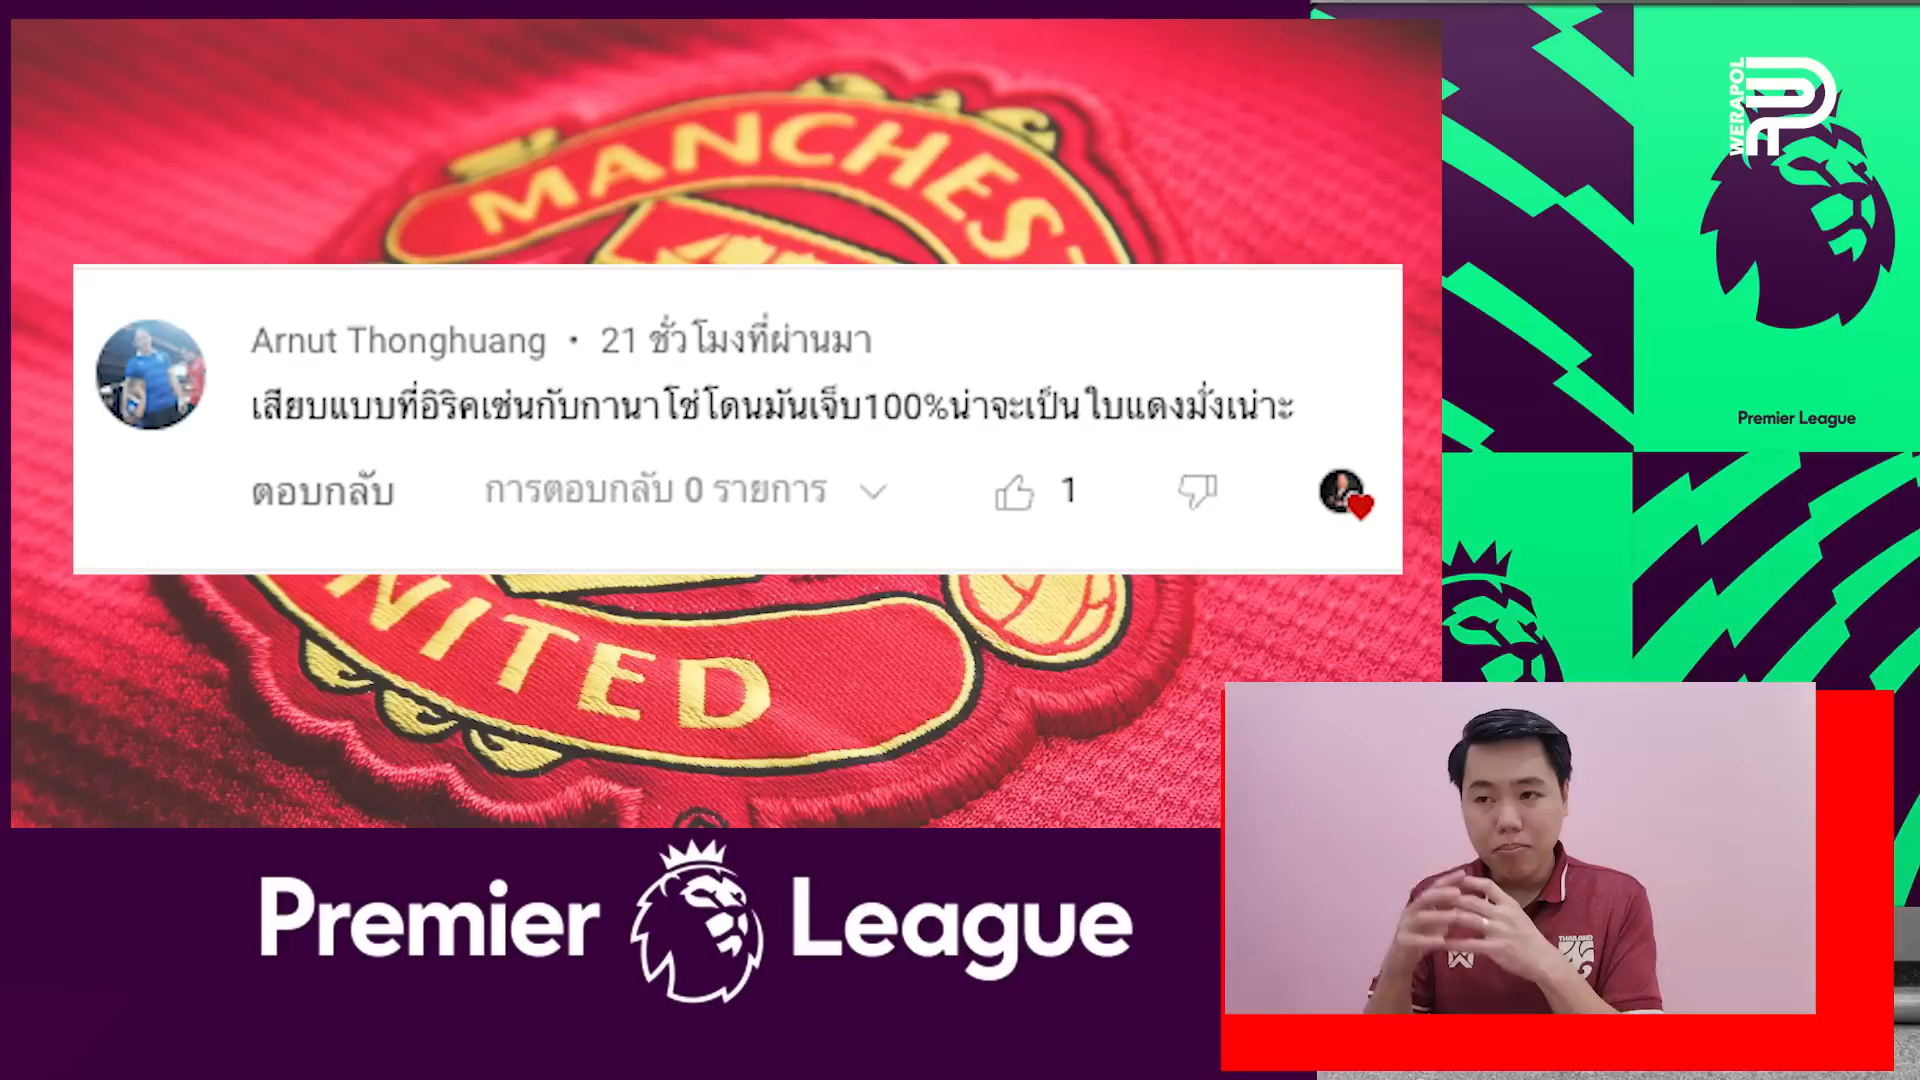 MANCHEST
Arnut Thonghuang • 21 ชั่วโมงที่ผ่านมา
เสียบแบบที่อิริคเซ่นกับกานาโช่โดนมันเจ็บ100%น่าจะเป็นใบแดงมั่งเน่าะ
ตอบกลับ การตอบกลับ 0 รายการ 1
NITED
Premier League
WERAPOL
Premier League
THAILAND